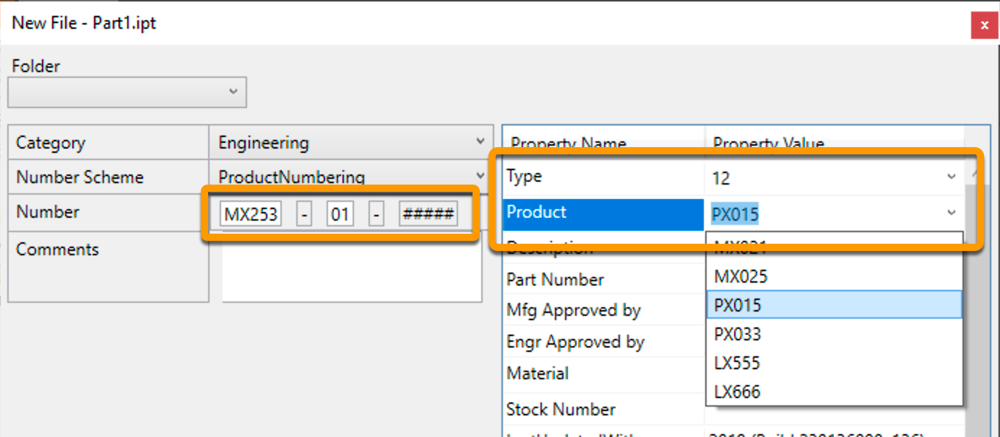 New File - Part1.ipt
x
Folder
Category Engineering
Number Scheme ProductNumbering
Number MX253 - 01 - #####
Comments
Property Name Property Value
Type 12
Product PX015
Description MX021
MX025
Part Number
PX015
Mfg Approved by
PX033
Engr Approved by
LX555
Material
LX666
Stock Number